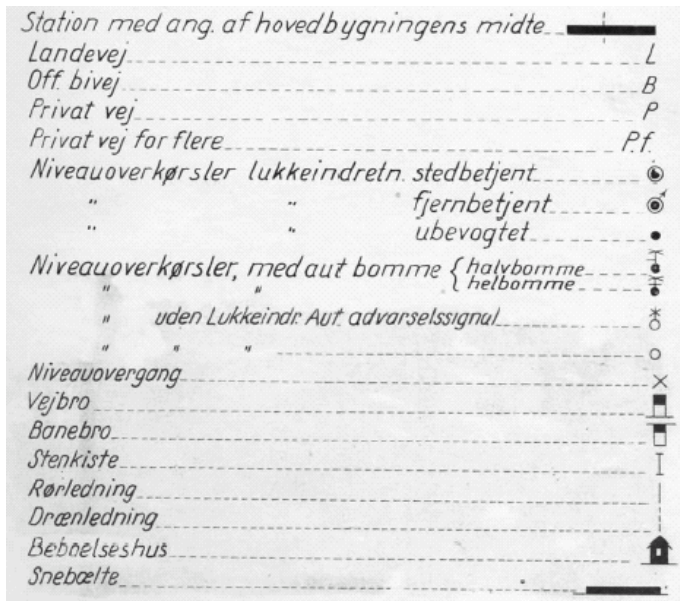 Station med ang. af hovedbygningens midte
Landevej L
Off. bivej B
Privat vej P
Privat vej for flere P.f.
Niveauoverkørsler lukkeindretn. stedbetjent
" " fjernbetjent
" " ubevogtet
Niveauoverkørsler, med aut bomme { halvbomme
" " { helbomme
" uden Lukkeindr. Aut. advarselssignal
" " "
Niveauovergang
Vejbro
Banebro
Stenkiste
Rørledning
Drænledning
Beboelseshus
Snebælte